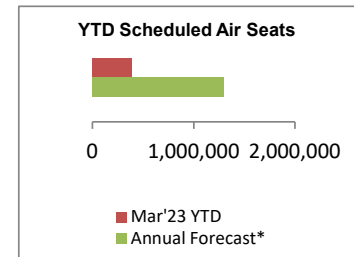 YTD Scheduled Air Seats
0 1,000,000 2,000,000
Mar'23 YTD
Annual Forecast*